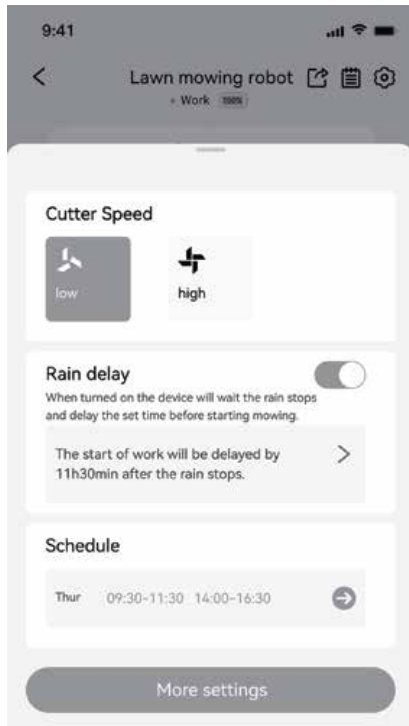 9:41
Lawn mowing robot
Work 100%
Cutter Speed
low
high
Rain delay
When turned on the device will wait the rain stops
and delay the set time before starting mowing.
The start of work will be delayed by
11h30min after the rain stops.
Schedule
Thur 09:30-11:30 14:00-16:30
More settings